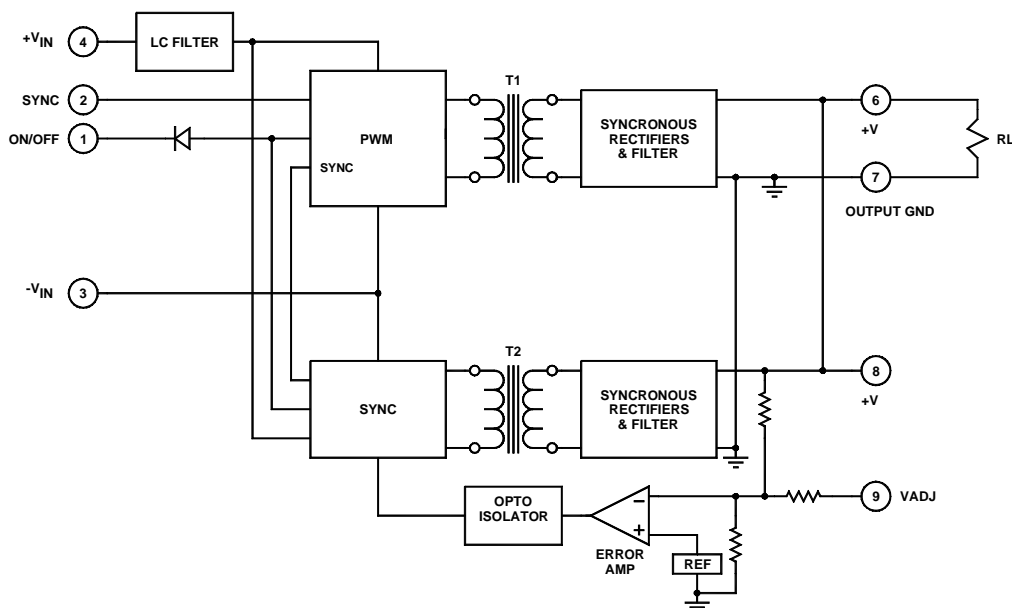 +VIN
4
LC FILTER
SYNC
2
ON/OFF
1
PWM
SYNC
T1
SYNCRONOUS
RECTIFIERS
& FILTER
6
+V
RL
7
OUTPUT GND
-VIN
3
SYNC
T2
SYNCRONOUS
RECTIFIERS
& FILTER
8
+V
OPTO
ISOLATOR
−
+
ERROR
AMP
REF
9
VADJ